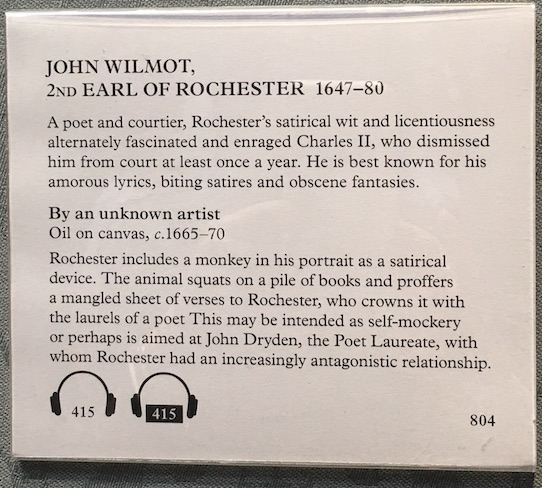 JOHN WILMOT,
2ND EARL OF ROCHESTER 1647–80
A poet and courtier, Rochester's satirical wit and licentiousness
alternately fascinated and enraged Charles II, who dismissed
him from court at least once a year. He is best known for his
amorous lyrics, biting satires and obscene fantasies.
By an unknown artist
Oil on canvas, c.1665–70
Rochester includes a monkey in his portrait as a satirical
device. The animal squats on a pile of books and proffers
a mangled sheet of verses to Rochester, who crowns it with
the laurels of a poet This may be intended as self-mockery
or perhaps is aimed at John Dryden, the Poet Laureate, with
whom Rochester had an increasingly antagonistic relationship.
415 415
804